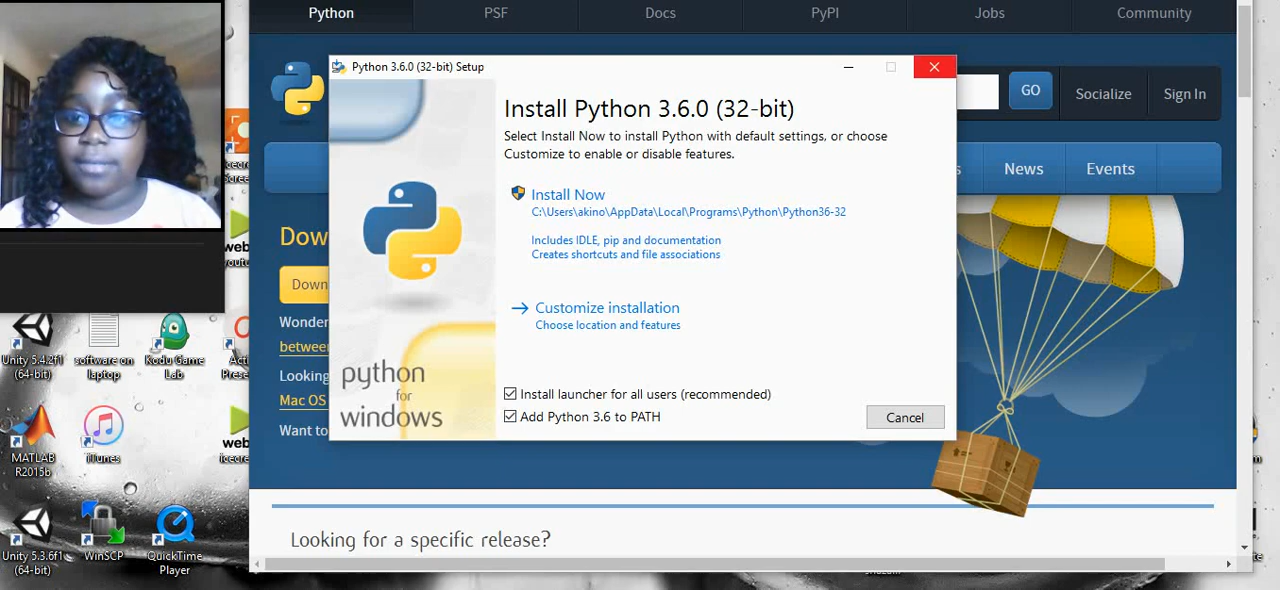 Python
PSF
Docs
PyPI
Jobs
Community
Python 3.6.0 (32-bit) Setup
GO
Socialize
Sign In
Install Python 3.6.0 (32-bit)
Select Install Now to install Python with default settings, or choose
Customize to enable or disable features.
News
Events
Install Now
C:\Users\akino\AppData\Local\Programs\Python\Python36-32
Includes IDLE, pip and documentation
Creates shortcuts and file associations
Customize installation
Choose location and features
python
for
windows
Install launcher for all users (recommended)
Add Python 3.6 to PATH
Cancel
Dow
Down
Wonder
between
Looking
Mac OS
Want to
Looking for a specific release?
web
Unity 5.4.2f1
(64-bit)
software on
laptop
Kodu Game
Lab
MATLAB
R2015b
iTunes
web
Unity 5.3.6f1
(64-bit)
WinSCP
QuickTime
Player